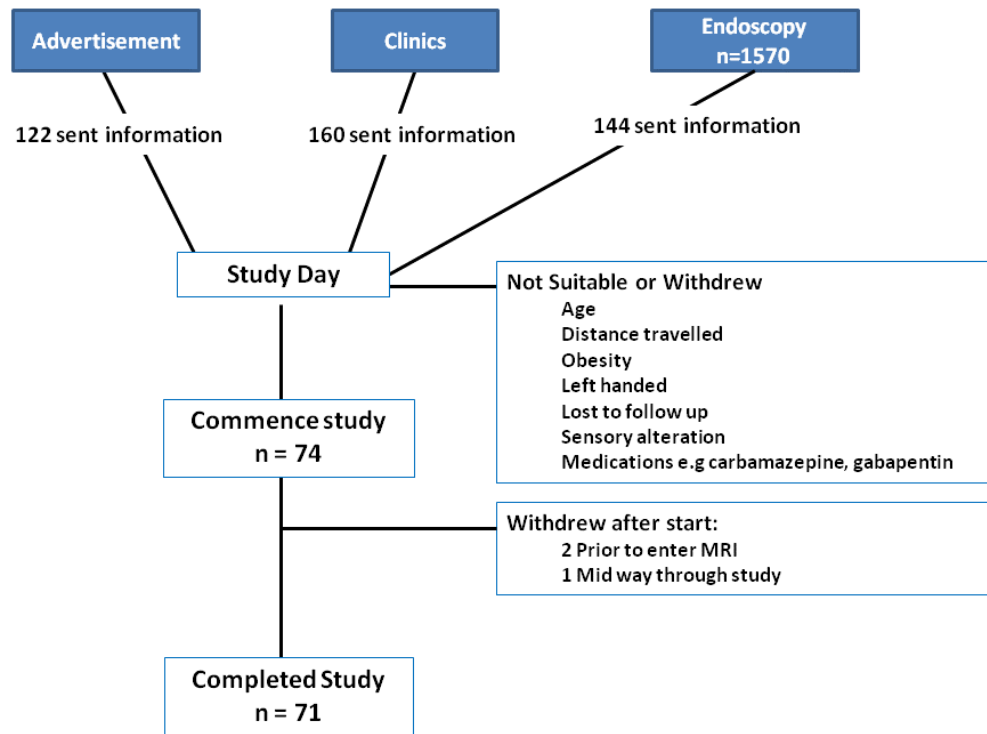 Advertisement
Clinics
Endoscopy
n=1570
122 sent information
160 sent information
144 sent information
Study Day
Not Suitable or Withdrew
Age
Distance travelled
Obesity
Left handed
Lost to follow up
Sensory alteration
Medications e.g carbamazepine, gabapentin
Commence study
n = 74
Withdrew after start:
2 Prior to enter MRI
1 Mid way through study
Completed Study
n = 71